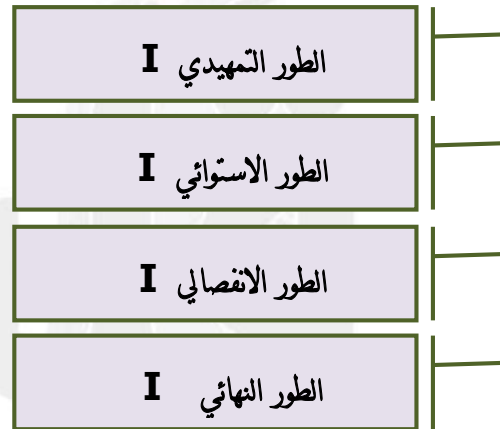 الطور التمهيدي I
الطور الاستوائي I
الطور الانفصالي I
الطور النهائي I